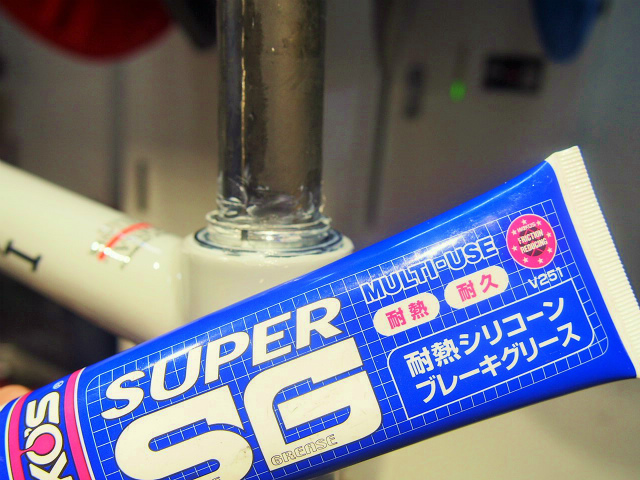 MULTI-USE
FRICTION
REDUCING
V251
耐熱
耐久
SUPER
耐熱シリコーン
ブレーキグリース
SG
GREASE
KOS
I